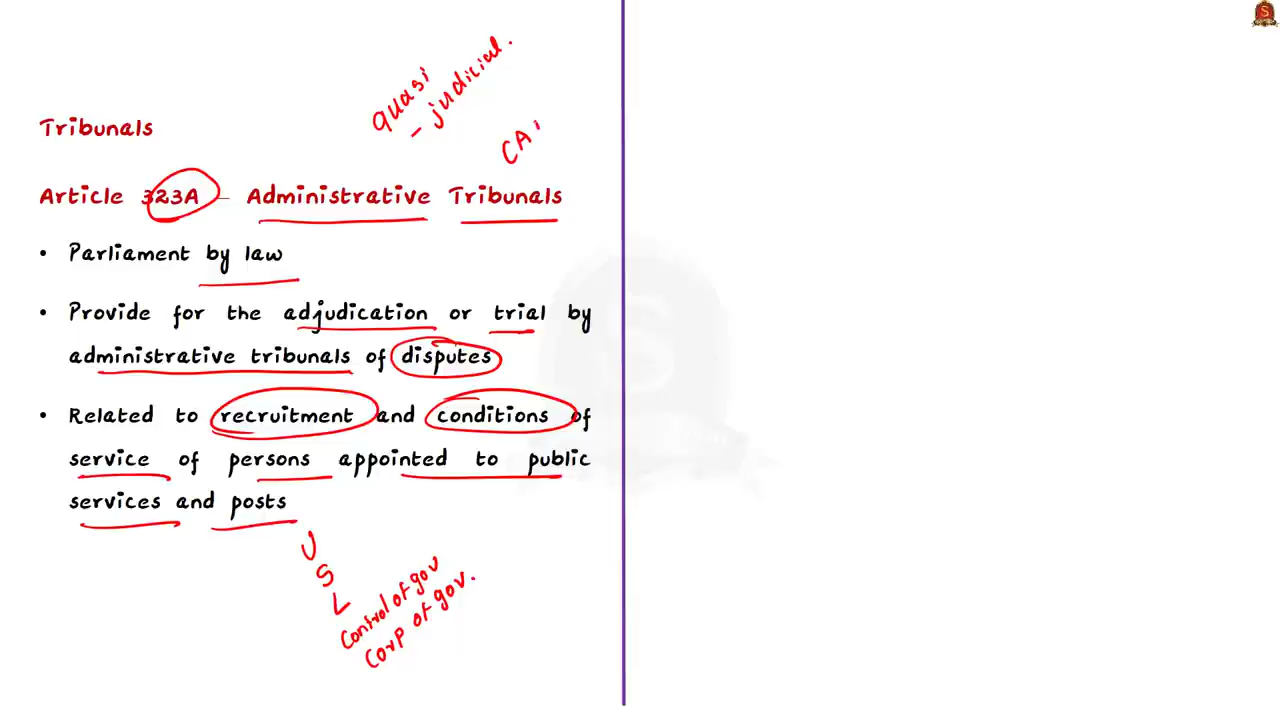 quasi
- judicial.
CA
Tribunals
Article 323A - Administrative Tribunals
• Parliament by law
• Provide for the adjudication or trial by
administrative tribunals of disputes
• Related to recruitment and conditions of
service of persons appointed to public
services and posts
U
S
L
Control of gov
Corp of gov.
S